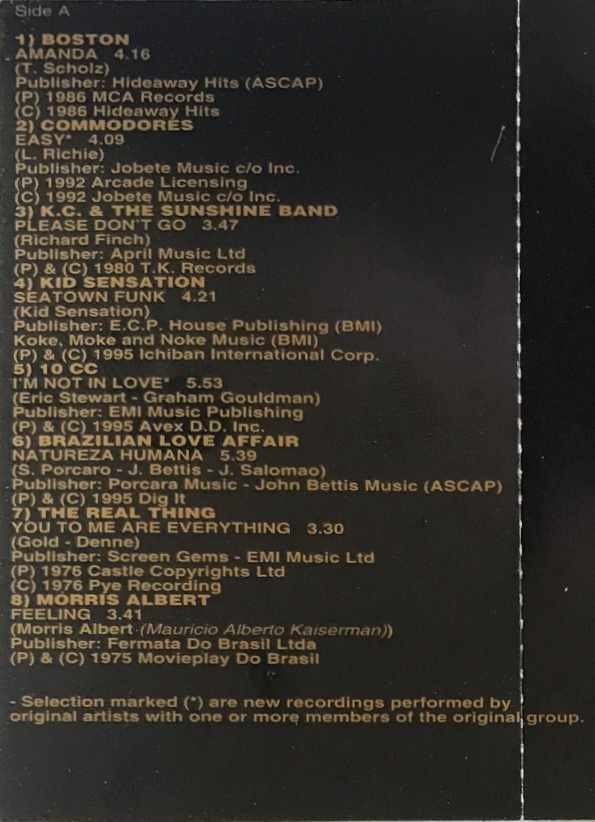 Side A
1) BOSTON
AMANDA 4.16
(T. Scholz)
Publisher: Hideaway Hits (ASCAP)
(P) 1986 MCA Records
(C) 1986 Hideaway Hits
2) COMMODORES
EASY* 4.09
(L. Richie)
Publisher: Jobete Music c/o Inc.
(P) 1992 Arcade Licensing
(C) 1992 Jobete Music c/o Inc.
3) K.C. & THE SUNSHINE BAND
PLEASE DON'T GO 3.47
(Richard Finch)
Publisher: April Music Ltd
(P) & (C) 1980 T.K. Records
4) KID SENSATION
SEATOWN FUNK 4.21
(Kid Sensation)
Publisher: E.C.P. House Publishing (BMI)
Koke, Moke and Noke Music (BMI)
(P) & (C) 1995 Ichiban International Corp.
5) 10 CC
I'M NOT IN LOVE* 5.53
(Eric Stewart - Graham Gouldman)
Publisher: EMI Music Publishing
(P) & (C) 1995 Avex D.D. Inc.
6) BRAZILIAN LOVE AFFAIR
NATUREZA HUMANA 5.39
(S. Porcaro - J. Bettis - J. Salomao)
Publisher: Porcara Music - John Bettis Music (ASCAP)
(P) & (C) 1995 Dig It
7) THE REAL THING
YOU TO ME ARE EVERYTHING 3.30
(Gold - Denne)
Publisher: Screen Gems - EMI Music Ltd
(P) 1976 Castle Copyrights Ltd
(C) 1976 Pye Recording
8) MORRIS ALBERT
FEELING 3.41
(Morris Albert (Mauricio Alberto Kaiserman))
Publisher: Fermata Do Brasil Ltda
(P) & (C) 1975 Movieplay Do Brasil
- Selection marked (*) are new recordings performed by
original artists with one or more members of the original group.